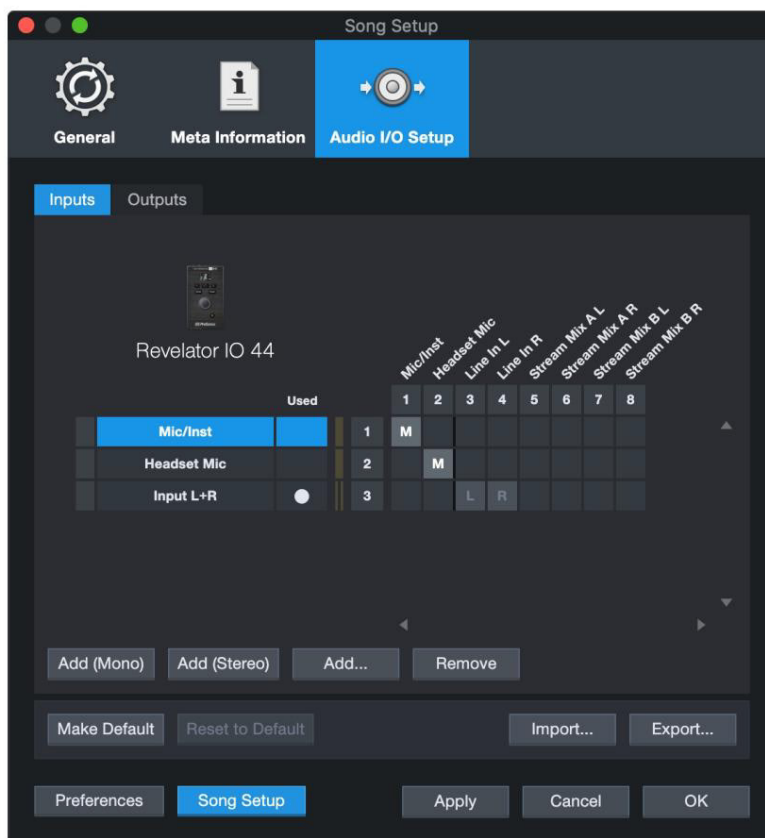 Song Setup
General Meta Information Audio I/O Setup
Inputs Outputs
Revelator IO 44
Mic/Inst Headset Mic Line In L Line In R Stream Mix A L Stream Mix A R Stream Mix B L Stream Mix B R
Used 1 2 3 4 5 6 7 8
Mic/Inst 1 M
Headset Mic 2 M
Input L+R 3 L R
Add (Mono) Add (Stereo) Add... Remove
Make Default Reset to Default Import... Export...
Preferences Song Setup Apply Cancel OK